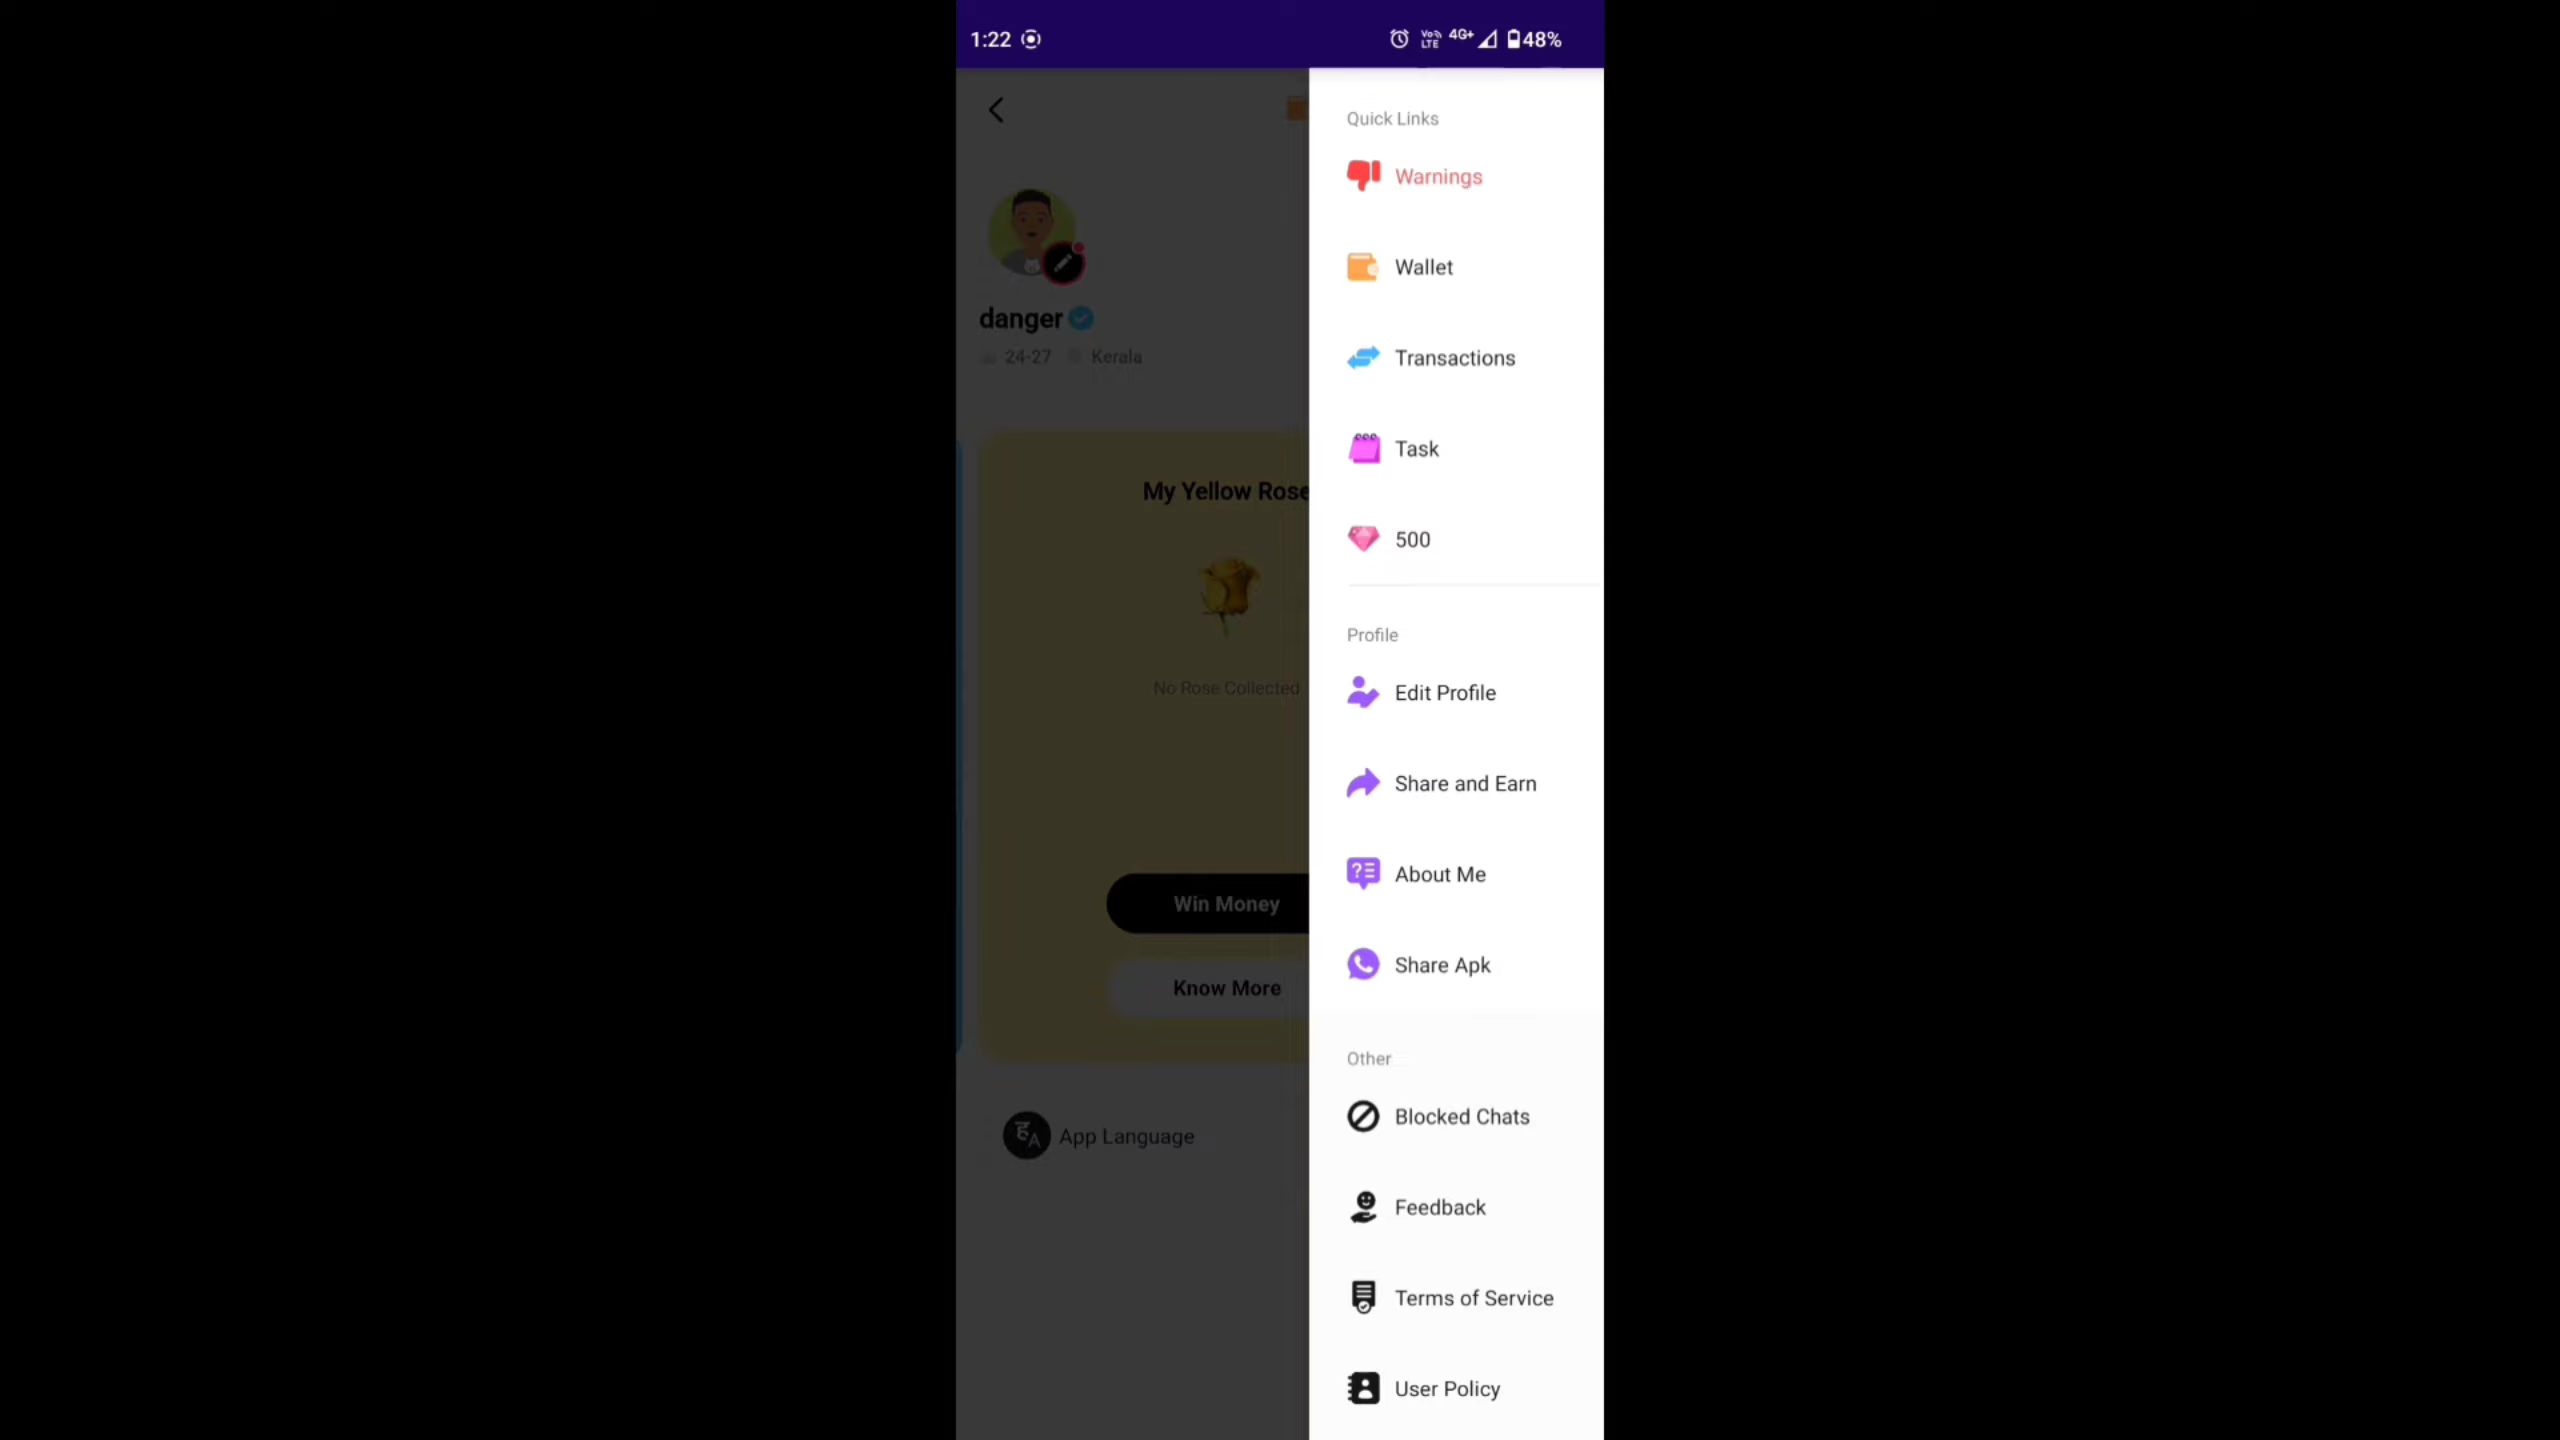 1:22
Vo LTE 4G+ 48%
danger
24-27 Kerala
My Yellow Rose
No Rose Collected
Win Money
Know More
App Language
Quick Links
Warnings
Wallet
Transactions
Task
500
Profile
Edit Profile
Share and Earn
About Me
Share Apk
Other
Blocked Chats
Feedback
Terms of Service
User Policy